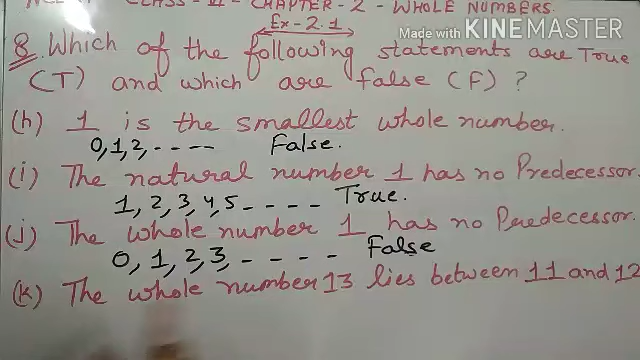 CLASS-VI CHAPTER-2 - WHOLE NUMBERS.
Ex-2.1
Made with KINEMASTER
8. Which of the following statements are True
(T) and which are false (F) ?
(h) 1 is the smallest whole number.
0,1,2,---- False.
(i) The natural number 1 has no Predecessor.
1, 2, 3, 4, 5 ---- True.
(j) The whole number 1 has no Predecessor.
0, 1, 2, 3, ---- False
(k) The whole number 13 lies between 11 and 12